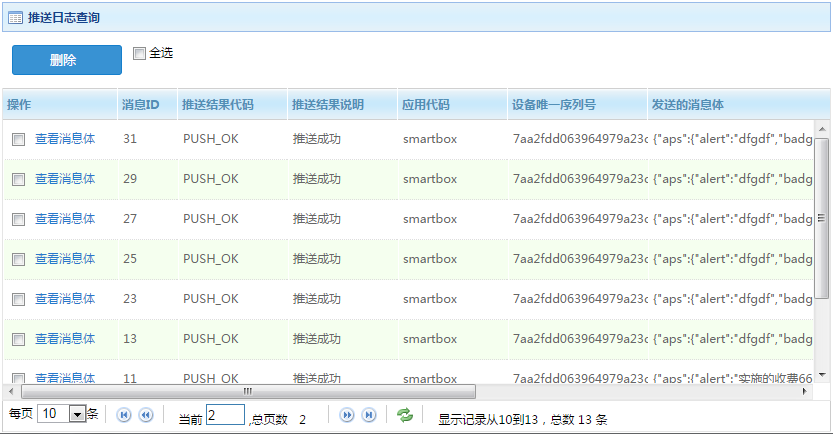 推送日志查询
删除 全选
操作 消息ID 推送结果代码 推送结果说明 应用代码 设备唯一序列号 发送的消息体
查看消息体 31 PUSH_OK 推送成功 smartbox 7aa2fdd063964979a23c {"aps":{"alert":"dfgdf","badg
查看消息体 29 PUSH_OK 推送成功 smartbox 7aa2fdd063964979a23c {"aps":{"alert":"dfgdf","badg
查看消息体 27 PUSH_OK 推送成功 smartbox 7aa2fdd063964979a23c {"aps":{"alert":"dfgdf","badg
查看消息体 25 PUSH_OK 推送成功 smartbox 7aa2fdd063964979a23c {"aps":{"alert":"dfgdf","badg
查看消息体 23 PUSH_OK 推送成功 smartbox 7aa2fdd063964979a23c {"aps":{"alert":"dfgdf","badg
查看消息体 13 PUSH_OK 推送成功 smartbox 7aa2fdd063964979a23c {"aps":{"alert":"dfgdf","badg
查看消息体 11 PUSH_OK 推送成功 smartbox 7aa2fdd063964979a23c {"aps":{"alert":"实施的收费66
每页 10 条 当前 2 ,总页数 2 显示记录从10到13，总数 13 条